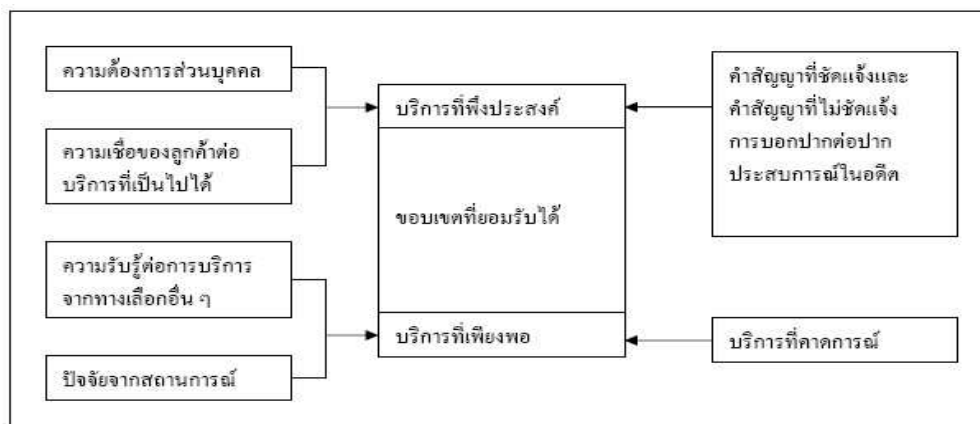 ความต้องการส่วนบุคคล
ความเชื่อของลูกค้าต่อ
บริการที่เป็นไปได้
ความรับรู้ต่อการบริการ
จากทางเลือกอื่น ๆ
ปัจจัยจากสถานการณ์
บริการที่พึงประสงค์
ขอบเขตที่ยอมรับได้
บริการที่เพียงพอ
คำสัญญาที่ชัดแจ้งและ
คำสัญญาที่ไม่ชัดแจ้ง
การบอกปากต่อปาก
ประสบการณ์ในอดีต
บริการที่คาดการณ์